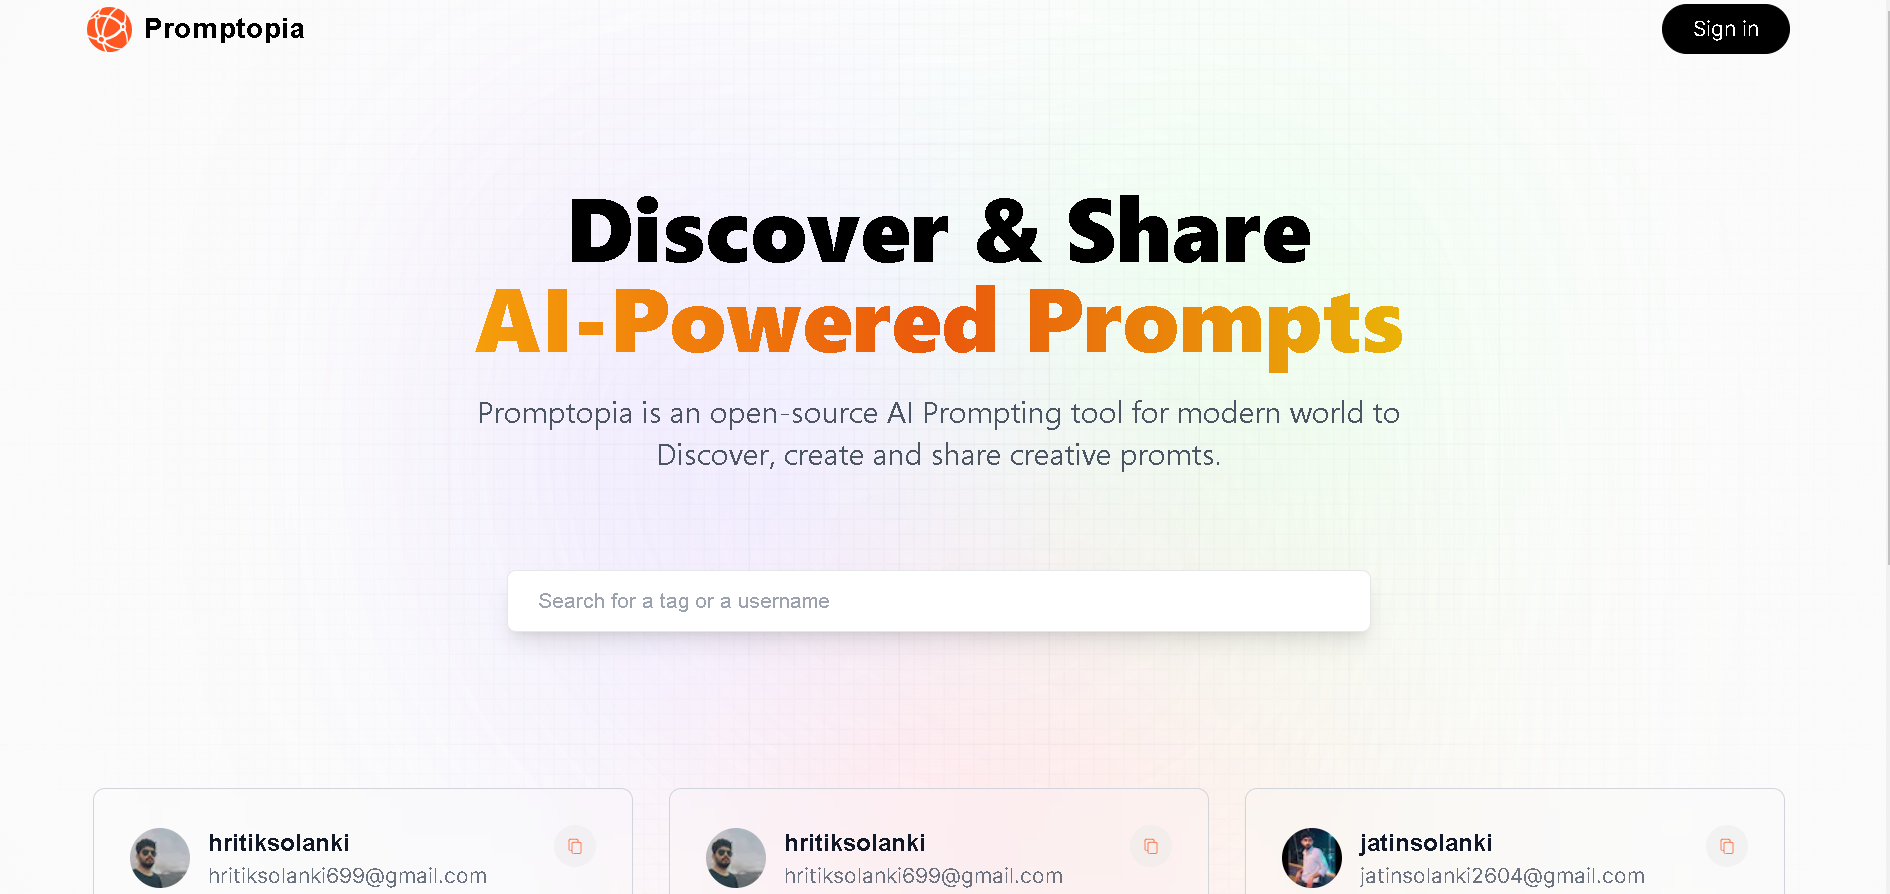 Promptopia
Sign in
Discover & Share
AI-Powered Prompts
Promptopia is an open-source AI Prompting tool for modern world to
Discover, create and share creative promts.
Search for a tag or a username
hritiksolanki
hritiksolanki699@gmail.com
hritiksolanki
hritiksolanki699@gmail.com
jatinsolanki
jatinsolanki2604@gmail.com